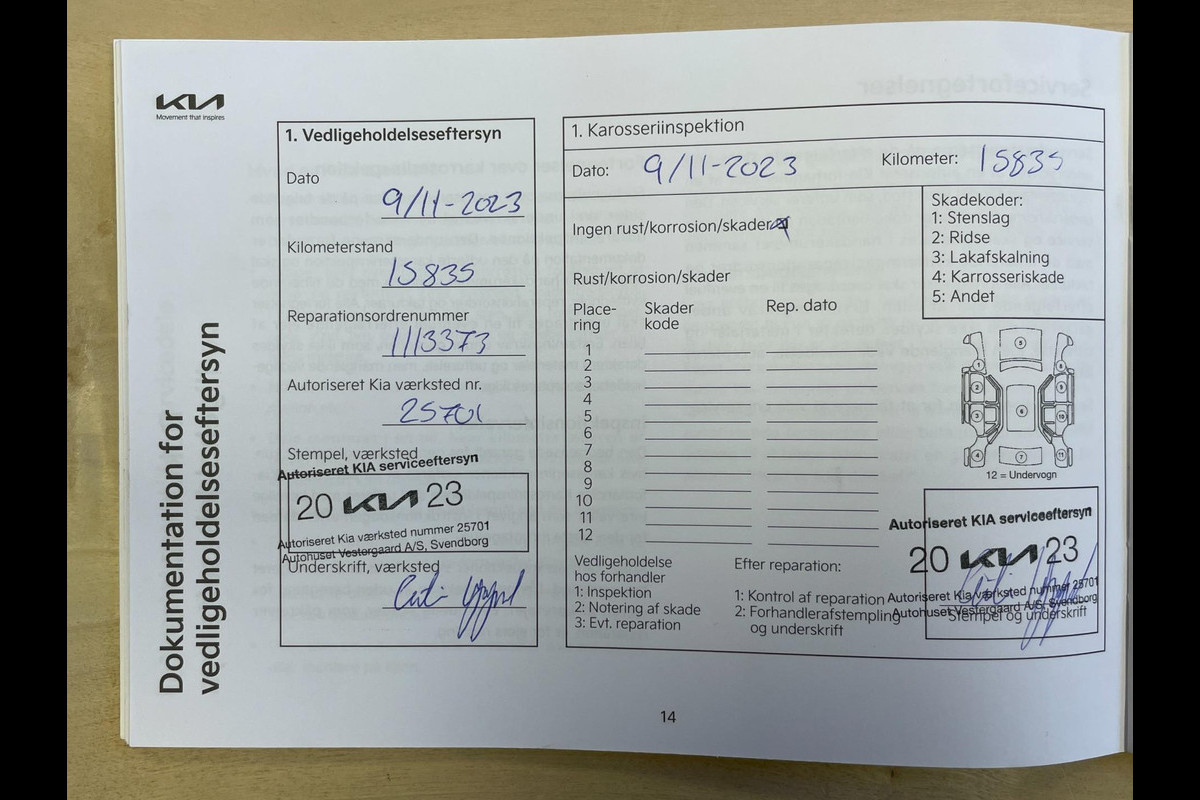 KIA
Movement that inspires
Dokumentation for
vedligeholdelseseftersyn
1. Vedligeholdelseseftersyn
Dato
9/11-2023
Kilometerstand
15835
Reparationsordrenummer
1113373
Autoriseret Kia værksted nr.
25701
Stempel, værksted
Autoriseret KIA serviceeftersyn
20 KIA 23
Autoriseret Kia værksted nummer 25701
Autohuset Vestergaard A/S, Svendborg
Underskrift, værksted
1. Karosseriinspektion
Dato: 9/11-2023 Kilometer: 15835
Ingen rust/korrosion/skader
Rust/korrosion/skader
Place-
ring
Skader
kode
Rep. dato
1
2
3
4
5
6
7
8
9
10
11
12
Skadekoder:
1: Stenslag
2: Ridse
3: Lakafskalning
4: Karrosseriskade
5: Andet
12 = Undervogn
Vedligeholdelse
hos forhandler
1: Inspektion
2: Notering af skade
3: Evt. reparation
Efter reparation:
1: Kontrol af reparation
2: Forhandlerafstempling
og underskrift
Autoriseret KIA serviceeftersyn
20 KIA 23
Autoriseret Kia værksted nummer 25701
Autohuset Vestergaard A/S, Svendborg
Stempel og underskrift
14